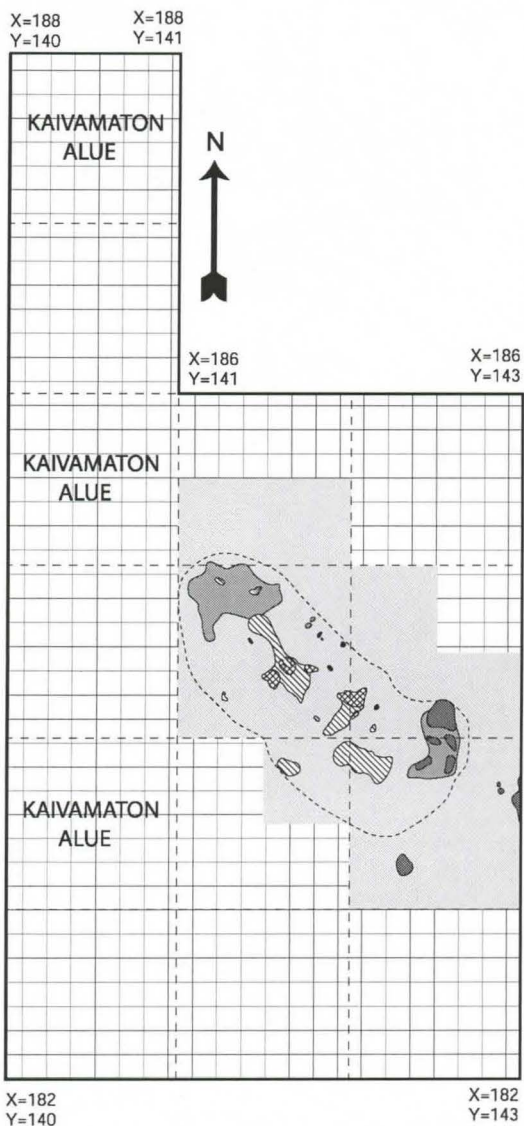 X=188
Y=140
X=188
Y=141
KAIVAMATON
ALUE
N
X=186
Y=141
X=186
Y=143
KAIVAMATON
ALUE
KAIVAMATON
ALUE
X=182
Y=140
X=182
Y=143